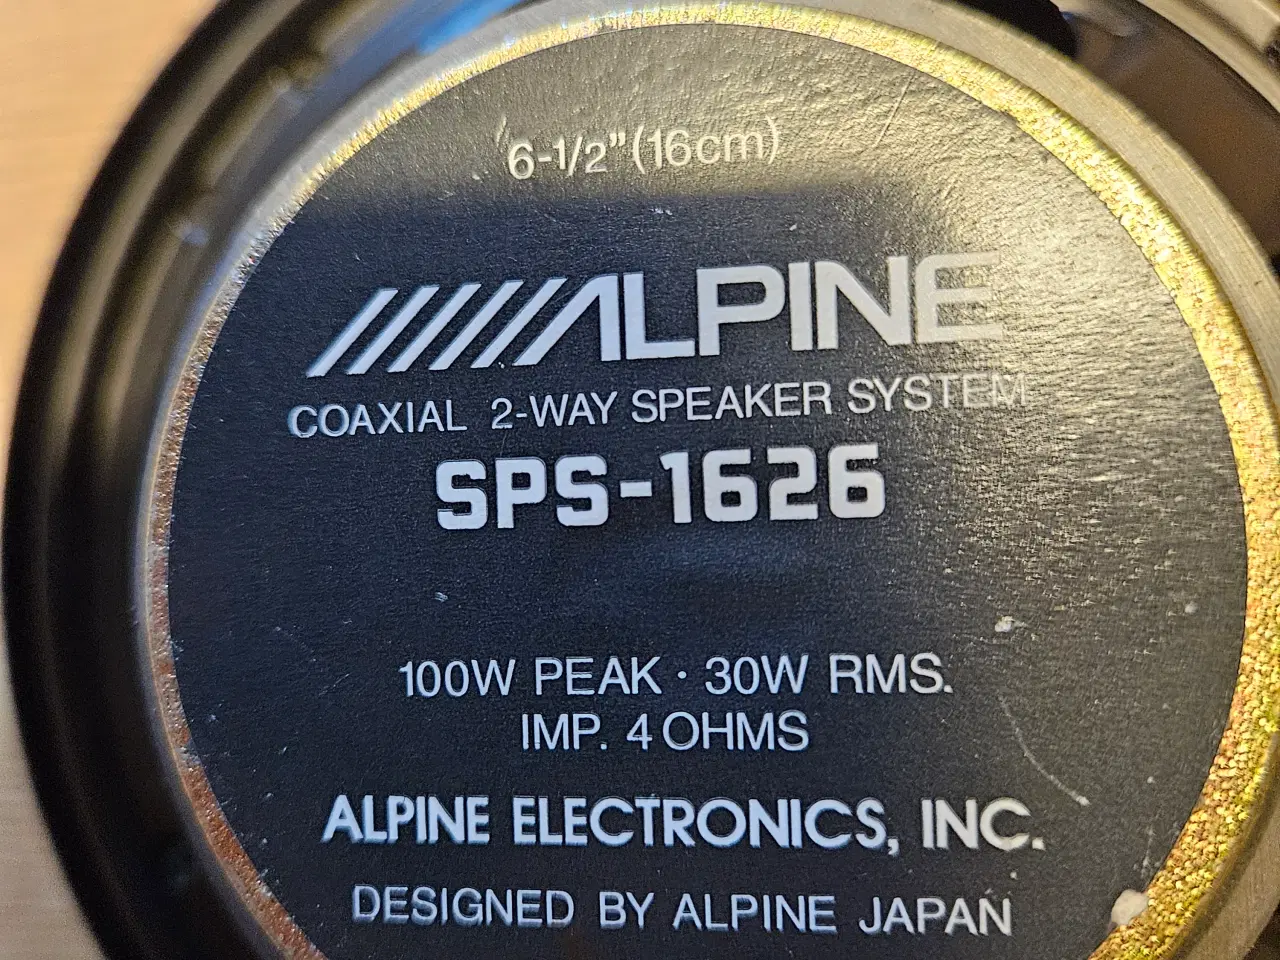 6-1/2" (16cm)
ALPINE
COAXIAL 2-WAY SPEAKER SYSTEM
SPS-1626
100W PEAK · 30W RMS.
IMP. 4 OHMS
ALPINE ELECTRONICS, INC.
DESIGNED BY ALPINE JAPAN